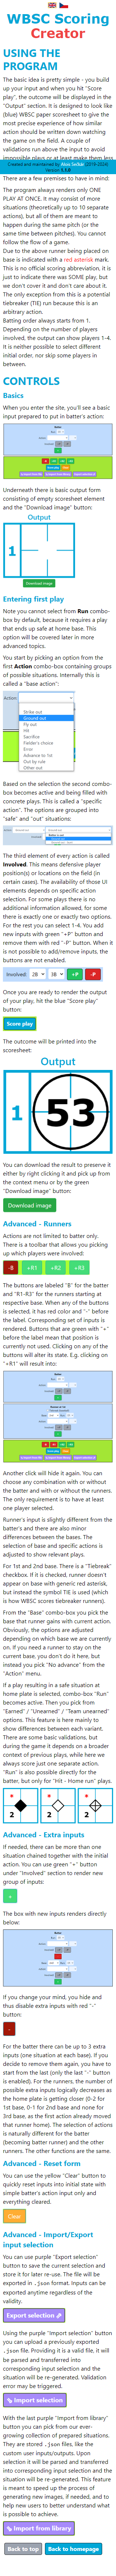 WBSC Scoring
Creator
USING THE
PROGRAM
The basic idea is pretty simple - you build
up your input and when you hit "Score
play", the outcome will be displayed in the
"Output" section. It is designed to look like
(future) WBSC paper scoresheet to give the
most precise experience of how similar
situations should be scored when watching
the game on the field. A couple of
validations run above the input to avoid
Version:
There are a few premises to have in mind:
The program always renders only ONE
PLAY AT ONCE. It may consist of more
situations (theoretically up to 10 separate
actions), but all of them are meant to
happen during the same pitch (or the
same time between pitches). You cannot
follow the flow of a game.
Due to the above runner being placed on
base is indicated with a red asterisk mark.
This is no official scoring abbreviation, it is
just to indicate there was SOME play, but
we don't cover it and don't care about it.
The only exception from this is a potential
tiebreaker (TIE) runner, because this is an
arbitrary action.
Batting order always starts from 1.
Depending on the number of players
involved, the output can show players 1-4.
It is neither possible to select different
initial order, nor skip some players in
between.
CONTROLS
Basics
When you enter the site, you'll see a basic
input prepared to put in batter's action:
Underneath there is output box for
drawing of empty scoresheet element
and the "Download image" button:
Output
1
Download image
Entering first play
Note you cannot select from Run combo-
box by default, because it requires a play
that ends up safe at home base. This
option will be covered later in more
advanced topics.
You start by picking an option from the
first Action combo-box containing groups
of possible situations. Internally this is
called a "base action":
Action:
Strike out
Ground out
Fly out
Hit
Sacrifice
Fielder's choice
Error
Advance to 1st
Out by rule
Other out
Based on the selection the second combo-
box becomes active and being filled with
concrete plays. This is called a "specific
action". The options are grouped into
"safe" and "out" situations:
The third element of every action is called
Involved. This means defensive player
(numbers) or located on the field (in
certain cases). The availability of those UI
elements depends on specific action
selection. For some plays there is no
additional information allowed, for some
there is exactly one or exactly two options.
For the rest you can select 1-4. You add
new inputs with green "+P" button and
remove them with red "-P" button. When it
is not possible to add/remove inputs, the
buttons are not enabled.
Involved: 2B 3B +P -P
Once you are ready to render the output
of your play, hit the blue "Score play"
button:
Score play
The outcome will be printed into the
scoresheet:
Output
1 53
You can download the result to preserve it
either by right clicking it and pick up from
the context menu or by the green
"Download image" button:
Download image
Advanced - Runners
Actions are not limited to batter only.
There is a toolbar that allows you picking
up which players were involved:
-B +R1 +R2 +R3
The buttons are labeled "B" for the batter
and "R1-R3" for the runners starting at
respective base. When any of the buttons
is selected, it has red color and "-" before
the label. Corresponding set of inputs is
rendered. Buttons that are green with "+"
before the label mean that question is
currently not selected. Clicking on any of
the buttons will alter its state. E.g. clicking
on "+R1" will result into:
Another click will hide it again. You can
choose any combination with or without
the batter and with or without the runners.
The only requirement is to have at least
one player selected.
Runner's input is slightly different from the
batter's and there are also minor
differences between the bases. The
selection of base and specific actions is
adjusted to show relevant plays.
For 1st and 2nd base. There is a "Tiebreak"
checkbox. If it is checked, the output does
not appear on base with generic red asterisk,
but instead the symbol TIE is used (which
is how WBSC scores tiebreaker runners).
From the "Base" combo-box you pick the
base that runner gains with current action.
Obviously, the options are adjusted
depending on which base we are currently
on. If you need a runner to stay on the
current base, you don't do it here, but
instead you pick "No advance" from the
"Action" menu.
If a play resulting in a safe situation at
home plate is selected, combo-box "Run"
becomes active. Then you pick from
"Earned" / "Unearned" / "Team unearned"
options. This feature is here mainly to
show differences between each variant.
There are some basic validations, but
during the game it depends on a broader
context of previous plays, while here we
always score just one separate action.
"Run" is also possible directly for the
batter, but only for "Hit - Home run" plays.
2 2 2
Advanced - Extra inputs
If needed, there can be more than one
situation chained together with the initial
action. You can use green "+" button
under "Involved" section to render new
group of inputs:
+
The box with new inputs renders directly
below:
If you change your mind, you hide and
thus disable extra inputs with red "-"
button:
-
For the batter there can be up to 3 extra
inputs (one situation at each base). If you
decide to remove them again, you have to
start from the last (only the last "-" button
is enabled). For the runners, the number of
possible extra inputs logically decreases as
the home plate is getting closer (0-2 for
1st base, 0-1 for 2nd base and none for
3rd base, as the first action already moved
that runner home). The selection of actions
is naturally different for the batter
(becoming batter runner) and the other
runners. The other functions are the same.
Advanced - Reset form
You can use the yellow "Clear" button to
quickly reset inputs into initial state with
simple batter's action input only and
everything cleared.
Clear
Advanced - Import/Export
input selection
You can use purple "Export selection"
button to save the current selection and
store it for later re-use. The file will be
exported in .json format. Inputs can be
exported anytime regardless of the
validity.
Export selection
Using the purple "Import selection" button
you can upload a previously exported
.json file. Providing it is a valid file, it will
be parsed and transferred into
corresponding input selection and the
situation will be re-generated. Validation
error may be triggered.
Import selection
With the last purple "Import from library"
button you can pick from our ever-
growing collection of prepared situations.
They are stored .json files, like the
custom user inputs/outputs. Upon
selection it will be parsed and transferred
into corresponding input selection and the
situation will be re-generated. This feature
is meant to speed up the process of
generating new images, if needed, and to
help new users to better understand what
is possible to achieve.
Import from library
Back to top Back to homepage